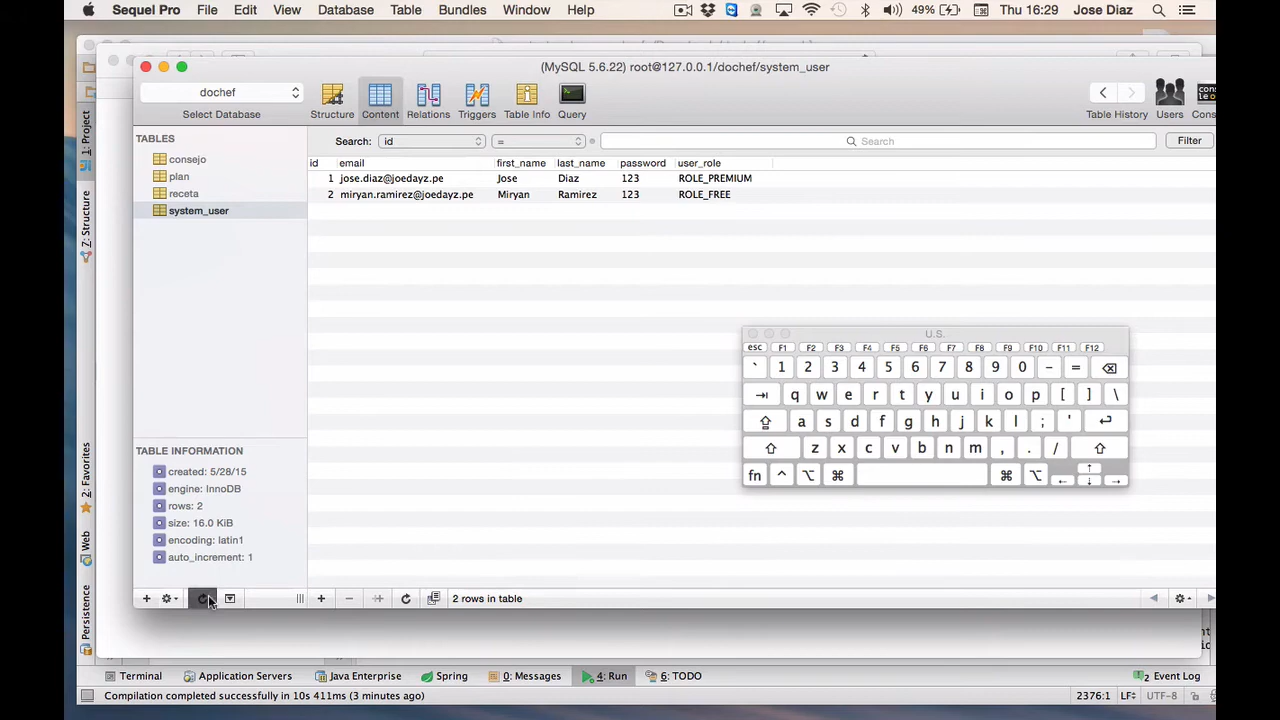 Sequel Pro File Edit View Database Table Bundles Window Help 49% Thu 16:29 Jose Diaz
(MySQL 5.6.22) root@127.0.0.1/dochef/system_user
dochef
Select Database Structure Content Relations Triggers Table Info Query Table History Users Cons
TABLES
Search: id = Search Filter
consejo
plan
receta
system_user
id email first_name last_name password user_role
1 jose.diaz@joedayz.pe Jose Diaz 123 ROLE_PREMIUM
2 miryan.ramirez@joedayz.pe Miryan Ramirez 123 ROLE_FREE
U.S.
esc F1 F2 F3 F4 F5 F6 F7 F8 F9 F10 F11 F12
` 1 2 3 4 5 6 7 8 9 0 - =
q w e r t y u i o p [ ] \
a s d f g h j k l ; '
z x c v b n m , . /
fn ^ ⌥ ⌘ ⌘ ⌥
TABLE INFORMATION
created: 5/28/15
engine: InnoDB
rows: 2
size: 16.0 KiB
encoding: latin1
auto_increment: 1
2 rows in table
1: Project
7: Structure
2: Favorites
Web
Persistence
Terminal Application Servers Java Enterprise Spring 0: Messages 4: Run 6: TODO 2 Event Log
Compilation completed successfully in 10s 411ms (3 minutes ago) 2376:1 LF UTF-8